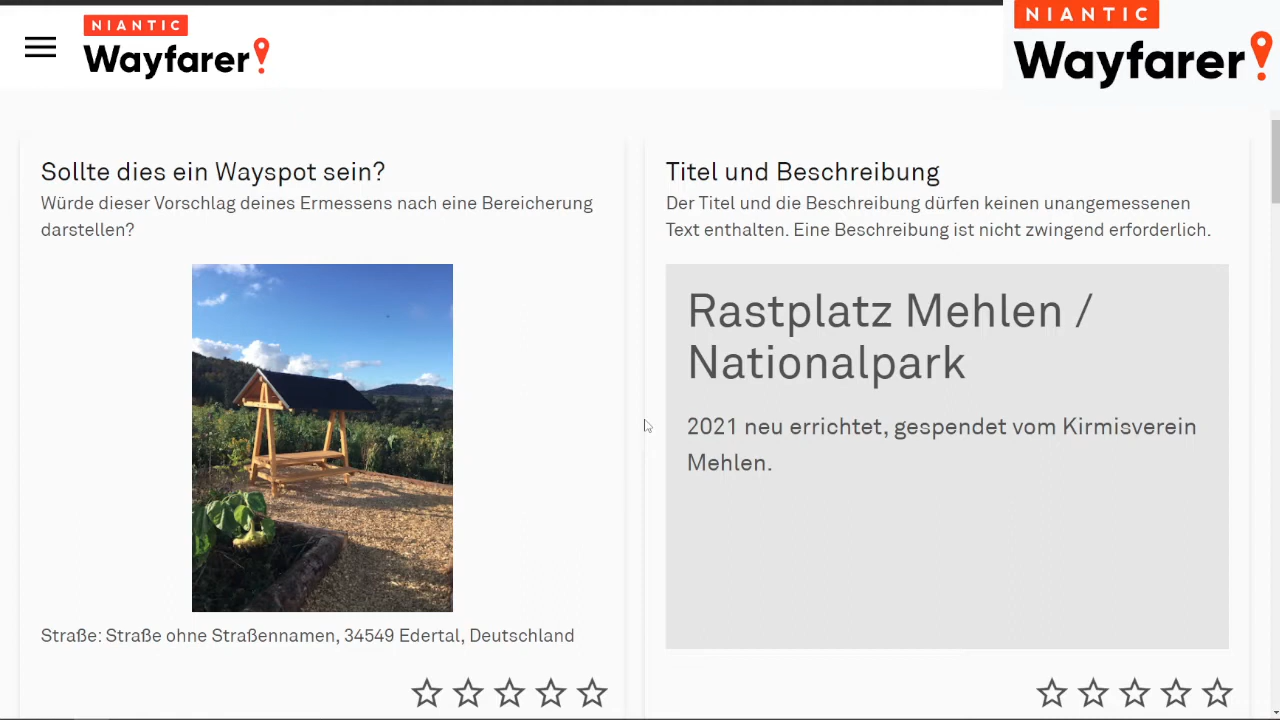 NIANTIC
Wayfarer
NIANTIC
Wayfarer
Sollte dies ein Wayspot sein?
Würde dieser Vorschlag deines Ermessens nach eine Bereicherung
darstellen?
Straße: Straße ohne Straßennamen, 34549 Edertal, Deutschland
Titel und Beschreibung
Der Titel und die Beschreibung dürfen keinen unangemessenen
Text enthalten. Eine Beschreibung ist nicht zwingend erforderlich.
Rastplatz Mehlen /
Nationalpark
2021 neu errichtet, gespendet vom Kirmisverein
Mehlen.